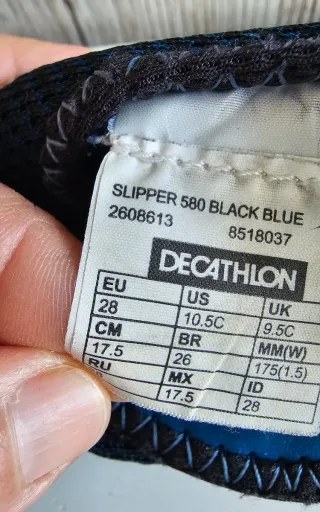 SLIPPER 580 BLACK BLUE
2608613 8518037
DECATHLON
EU US UK
28 10.5C 9.5C
CM BR MM(W)
17.5 26 175(1.5)
RU MX ID
17.5 28